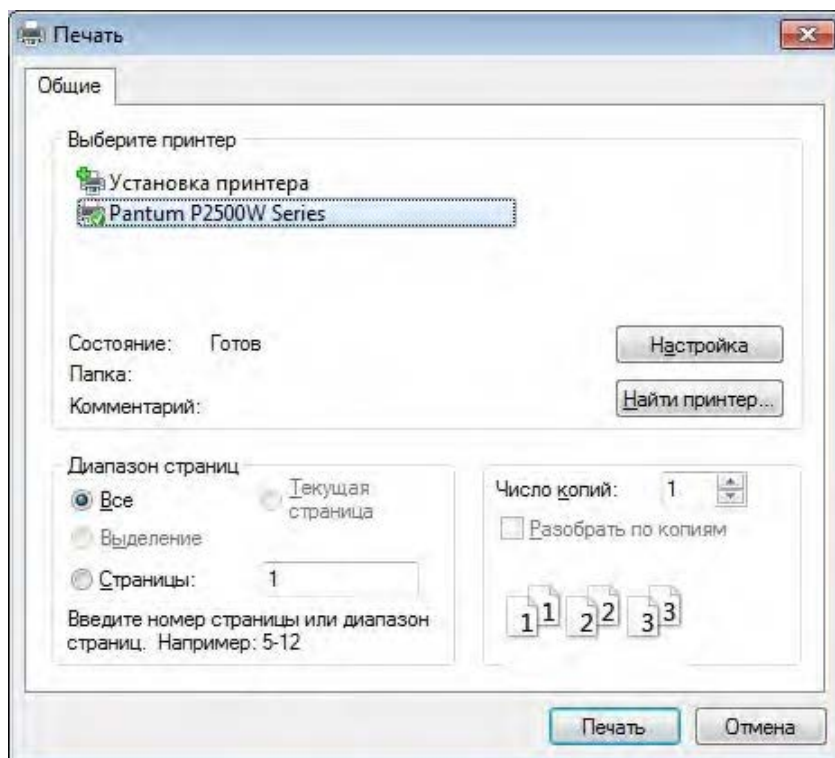 Печать
Общие
Выберите принтер
Установка принтера
Pantum P2500W Series
Состояние: Готов
Папка:
Комментарий:
Настройка
Найти принтер...
Диапазон страниц
Все
Текущая
страница
Выделение
Страницы: 1
Введите номер страницы или диапазон
страниц. Например: 5-12
Число копий: 1
Разобрать по копиям
1 1 2 2 3 3
Печать
Отмена